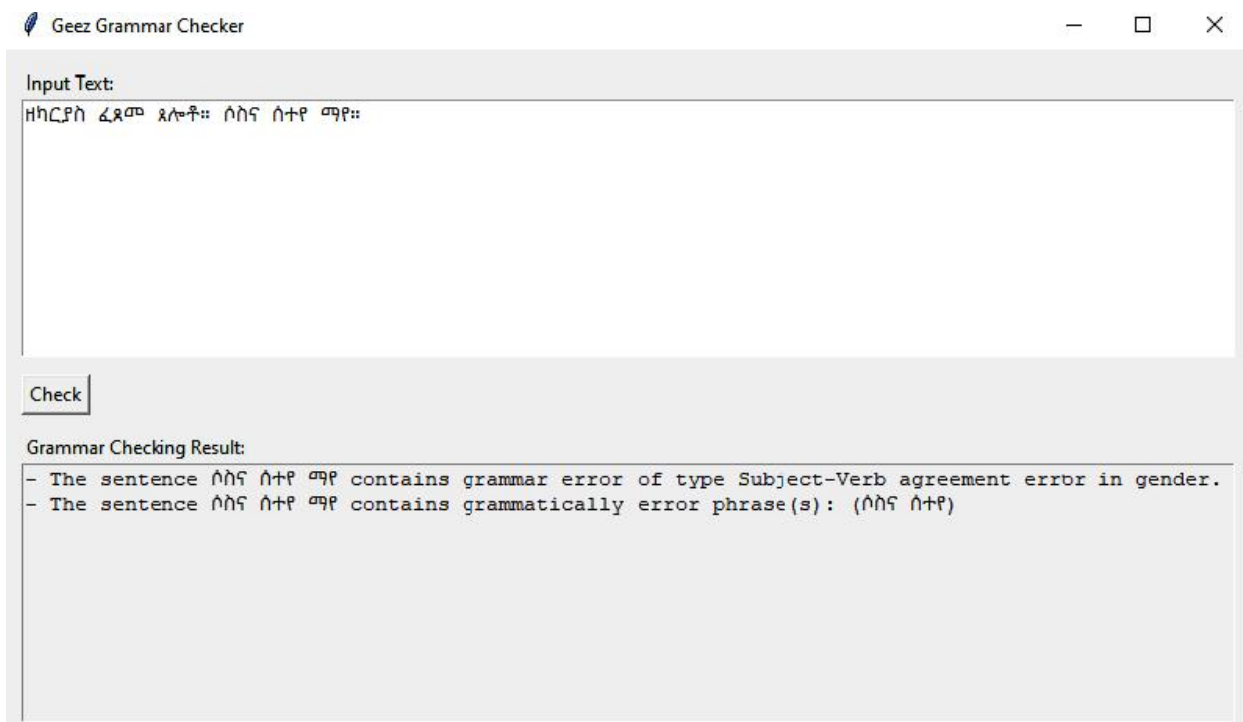 Geez Grammar Checker
Input Text:
ዘካርያስ ፈጸመ ጸሎቶ። ሶስና ሰተየ ማየ።
Check
Grammar Checking Result:
- The sentence ሶስና ሰተየ ማየ contains grammar error of type Subject-Verb agreement error in gender.
- The sentence ሶስና ሰተየ ማየ contains grammatically error phrase(s): (ሶስና ሰተየ)